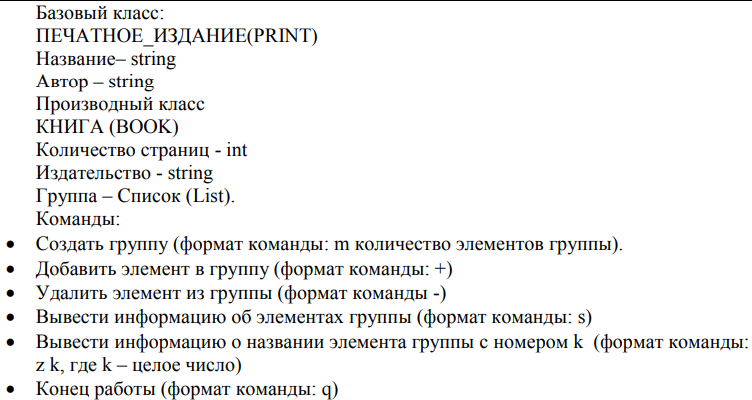 Базовый класс:
ПЕЧАТНОЕ_ИЗДАНИЕ(PRINT)
Название– string
Автор – string
Производный класс
КНИГА (BOOK)
Количество страниц - int
Издательство - string
Группа – Список (List).
Команды:
• Создать группу (формат команды: m количество элементов группы).
• Добавить элемент в группу (формат команды: +)
• Удалить элемент из группы (формат команды -)
• Вывести информацию об элементах группы (формат команды: s)
• Вывести информацию о названии элемента группы с номером k (формат команды:
z k, где k – целое число)
• Конец работы (формат команды: q)